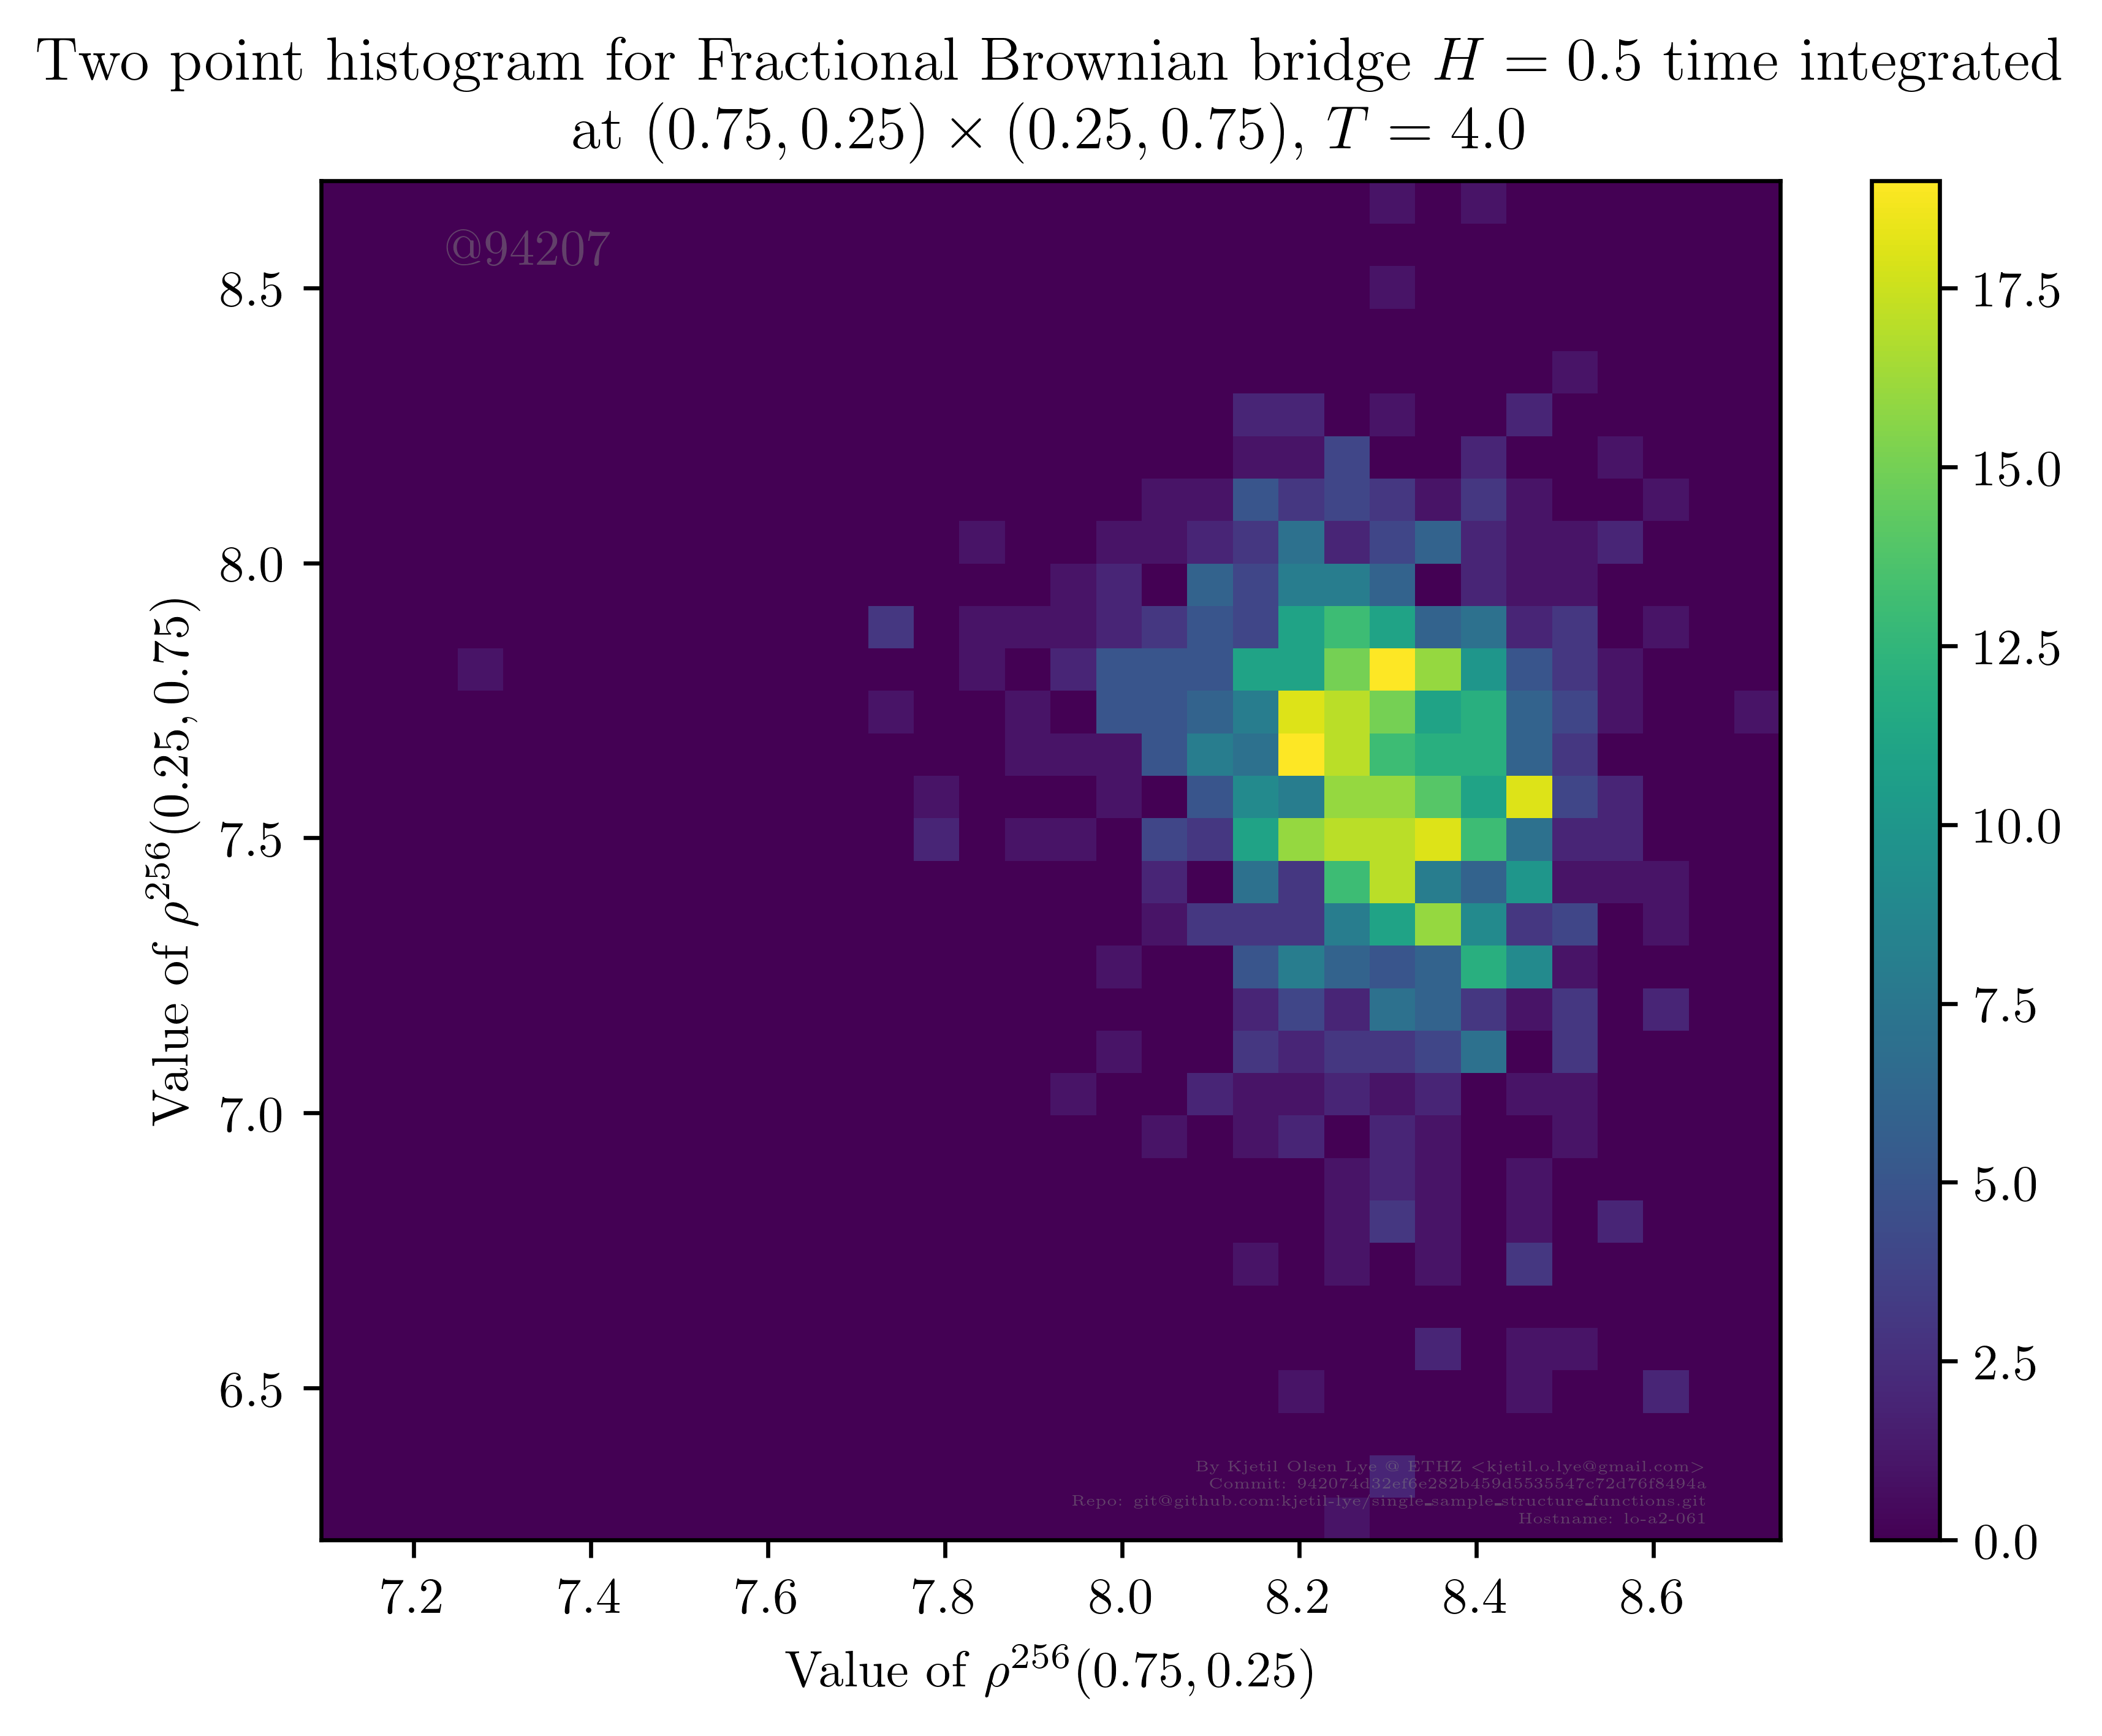 Two point histogram for Fractional Brownian bridge H = 0.5 time integrated
at (0.75, 0.25) × (0.25, 0.75), T = 4.0
@94207
8.5
8.0
7.5
7.0
6.5
Value of ρ²⁵⁶(0.25, 0.75)
17.5
15.0
12.5
10.0
7.5
5.0
2.5
0.0
By Kjetil Olsen Lye @ ETHZ <kjetil.o.lye@gmail.com>
Commit: 942074d32ef6e282b459d5535547c72d76f8494a
Repo: git@github.com:kjetil-lye/single_sample_structure_functions.git
Hostname: lo-a2-061
7.2 7.4 7.6 7.8 8.0 8.2 8.4 8.6
Value of ρ²⁵⁶(0.75, 0.25)